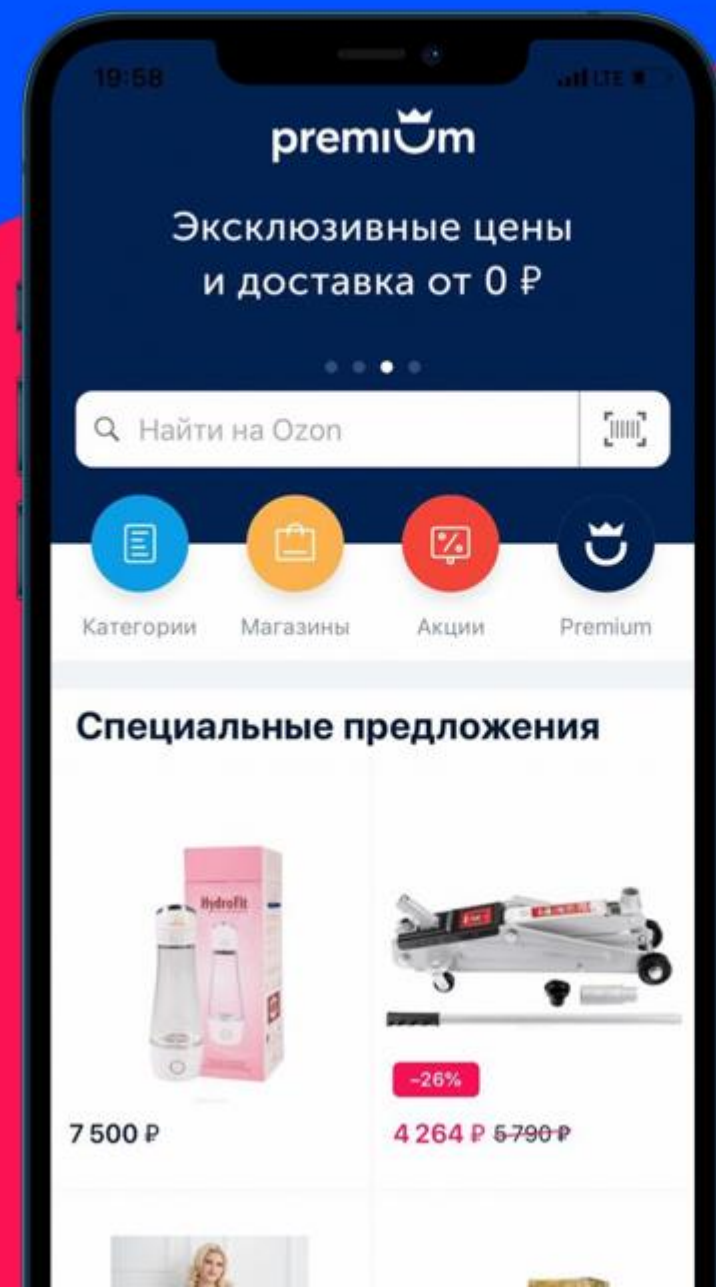 19:58
LTE
premium
Эксклюзивные цены
и доставка от 0 ₽
Найти на Ozon
Категории
Магазины
Акции
Premium
Специальные предложения
HydroFit
-26%
7 500 ₽
4 264 ₽ 5 790 ₽